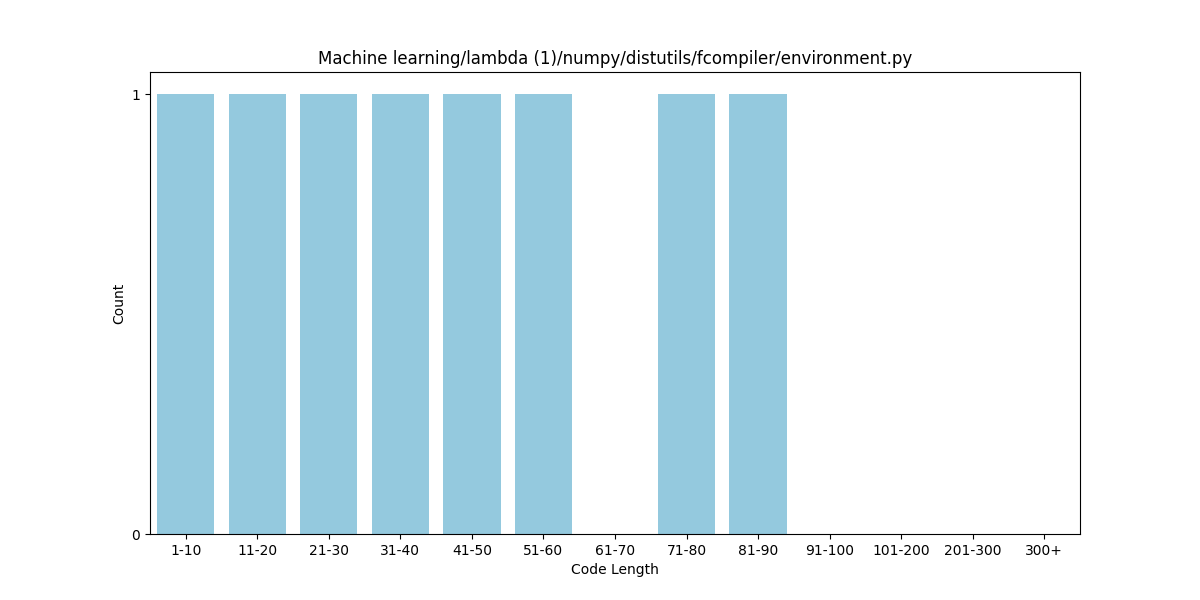 Machine learning/lambda (1)/numpy/distutils/fcompiler/environment.py
1
Count
0
1-10 11-20 21-30 31-40 41-50 51-60 61-70 71-80 81-90 91-100 101-200 201-300 300+
Code Length